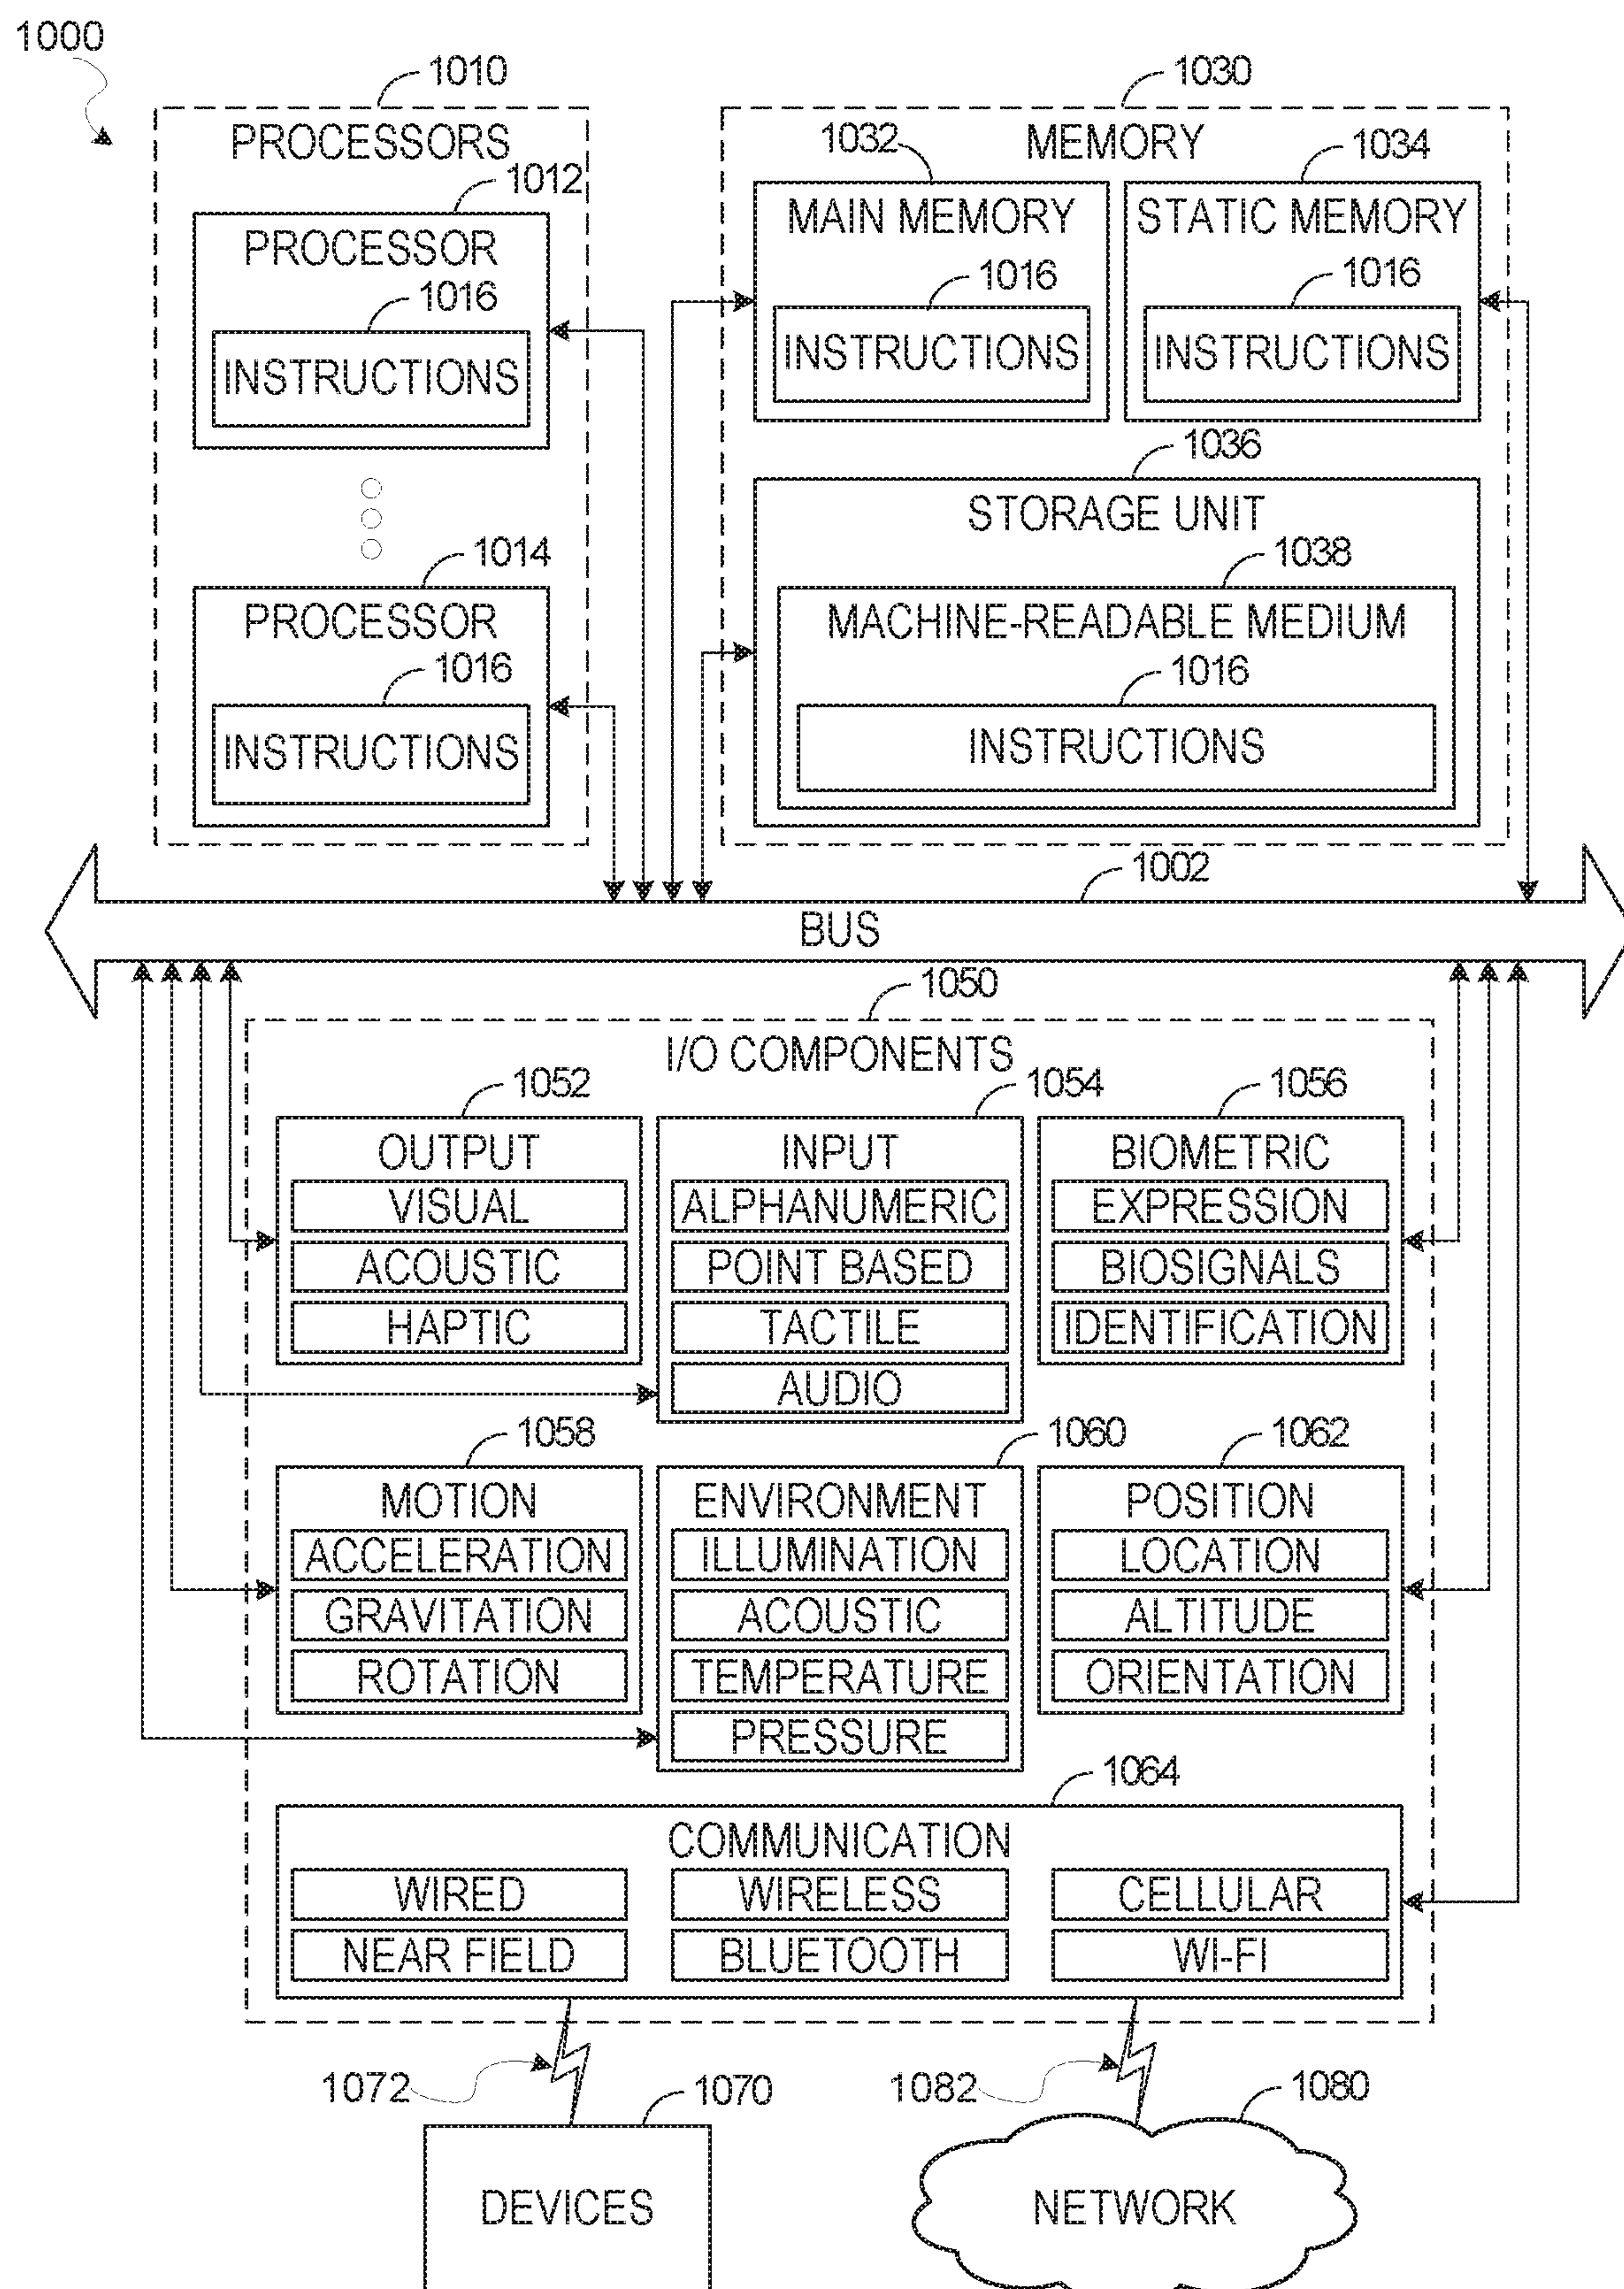 1000
1010
PROCESSORS
1012
PROCESSOR
1016
INSTRUCTIONS
1014
PROCESSOR
1016
INSTRUCTIONS
1030
MEMORY
1032
MAIN MEMORY
1016
INSTRUCTIONS
1034
STATIC MEMORY
1016
INSTRUCTIONS
1036
STORAGE UNIT
1038
MACHINE-READABLE MEDIUM
1016
INSTRUCTIONS
1002
BUS
1050
I/O COMPONENTS
1052
OUTPUT
VISUAL
ACOUSTIC
HAPTIC
1054
INPUT
ALPHANUMERIC
POINT BASED
TACTILE
AUDIO
1056
BIOMETRIC
EXPRESSION
BIOSIGNALS
IDENTIFICATION
1058
MOTION
ACCELERATION
GRAVITATION
ROTATION
1060
ENVIRONMENT
ILLUMINATION
ACOUSTIC
TEMPERATURE
PRESSURE
1062
POSITION
LOCATION
ALTITUDE
ORIENTATION
1064
COMMUNICATION
WIRED
WIRELESS
CELLULAR
NEAR FIELD
BLUETOOTH
WI-FI
1072
1070
DEVICES
1082
1080
NETWORK